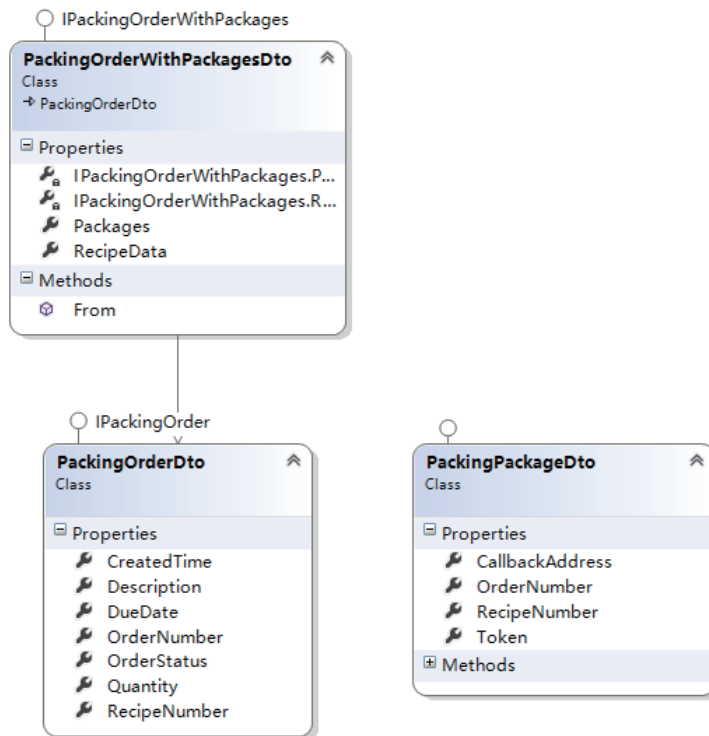 IPackingOrderWithPackages
PackingOrderWithPackagesDto
Class
PackingOrderDto
Properties
IPackingOrderWithPackages.P...
IPackingOrderWithPackages.R...
Packages
RecipeData
Methods
From
IPackingOrder
PackingOrderDto
Class
Properties
CreatedTime
Description
DueDate
OrderNumber
OrderStatus
Quantity
RecipeNumber
PackingPackageDto
Class
Properties
CallbackAddress
OrderNumber
RecipeNumber
Token
Methods